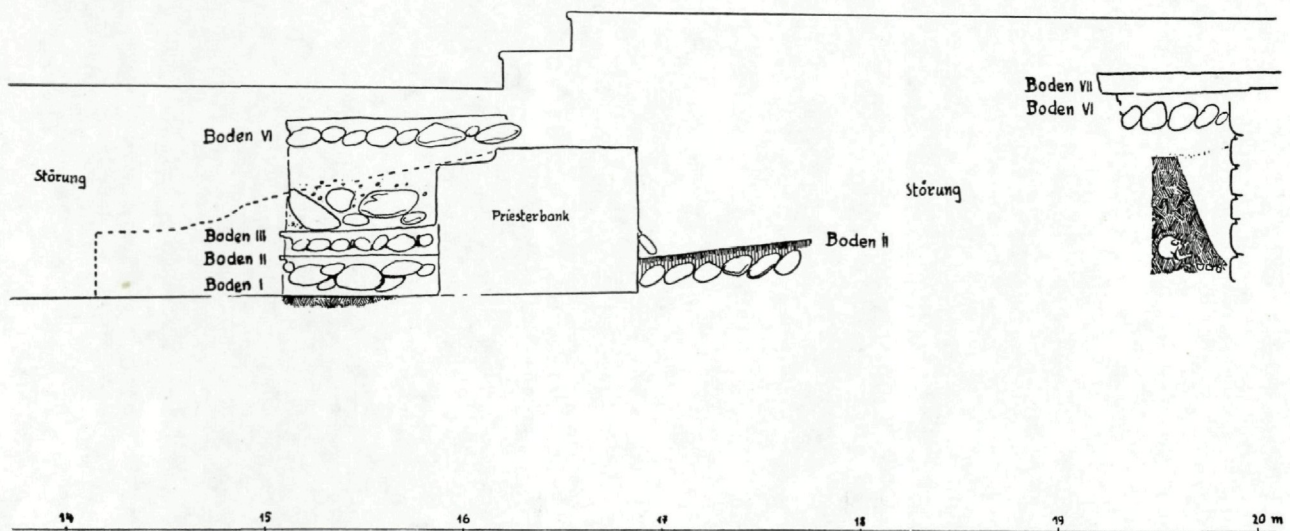 Boden VII
Boden VI
Boden VI
Störung
Störung
Priesterbank
Boden III
Boden II
Boden II
Boden I
14 15 16 17 18 19 20 m